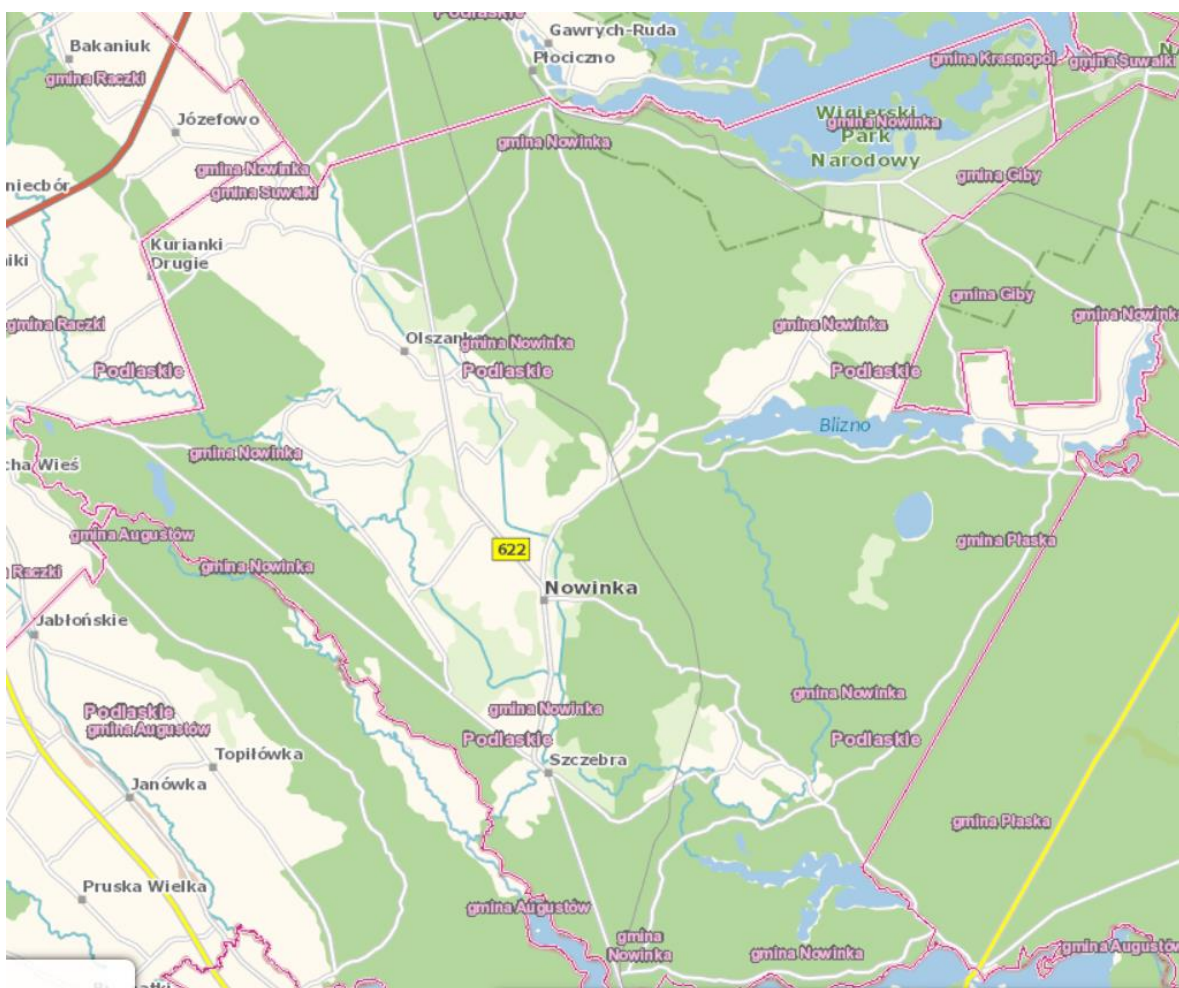 Podlaskie
Gawrych-Ruda
Bakaniuk
Płociczno
gmina Krasnopol
gmina Suwałki
gmina Raczki
Józefowo
Wigierski
gmina Nowinka
Park
Narodowy
gmina Nowinka
gmina Nowinka
gmina Suwałki
gmina Giby
Kurianki
Drugie
gmina Giby
gmina Nowinka
gmina Raczki
gmina Nowinka
Olszanka
gmina Nowinka
Podlaskie
Podlaskie
Podlaskie
Blizno
gmina Nowinka
gmina Augustów
gmina Płaska
622
gmina Nowinka
Raczki
Nowinka
Jabłońskie
gmina Nowinka
Podlaskie
gmina Nowinka
gmina Augustów
Podlaskie
Podlaskie
Topiłówka
Szczebra
Janówka
gmina Płaska
Pruska Wielka
gmina Augustów
gmina
Nowinka
gmina Nowinka
gmina Augustów